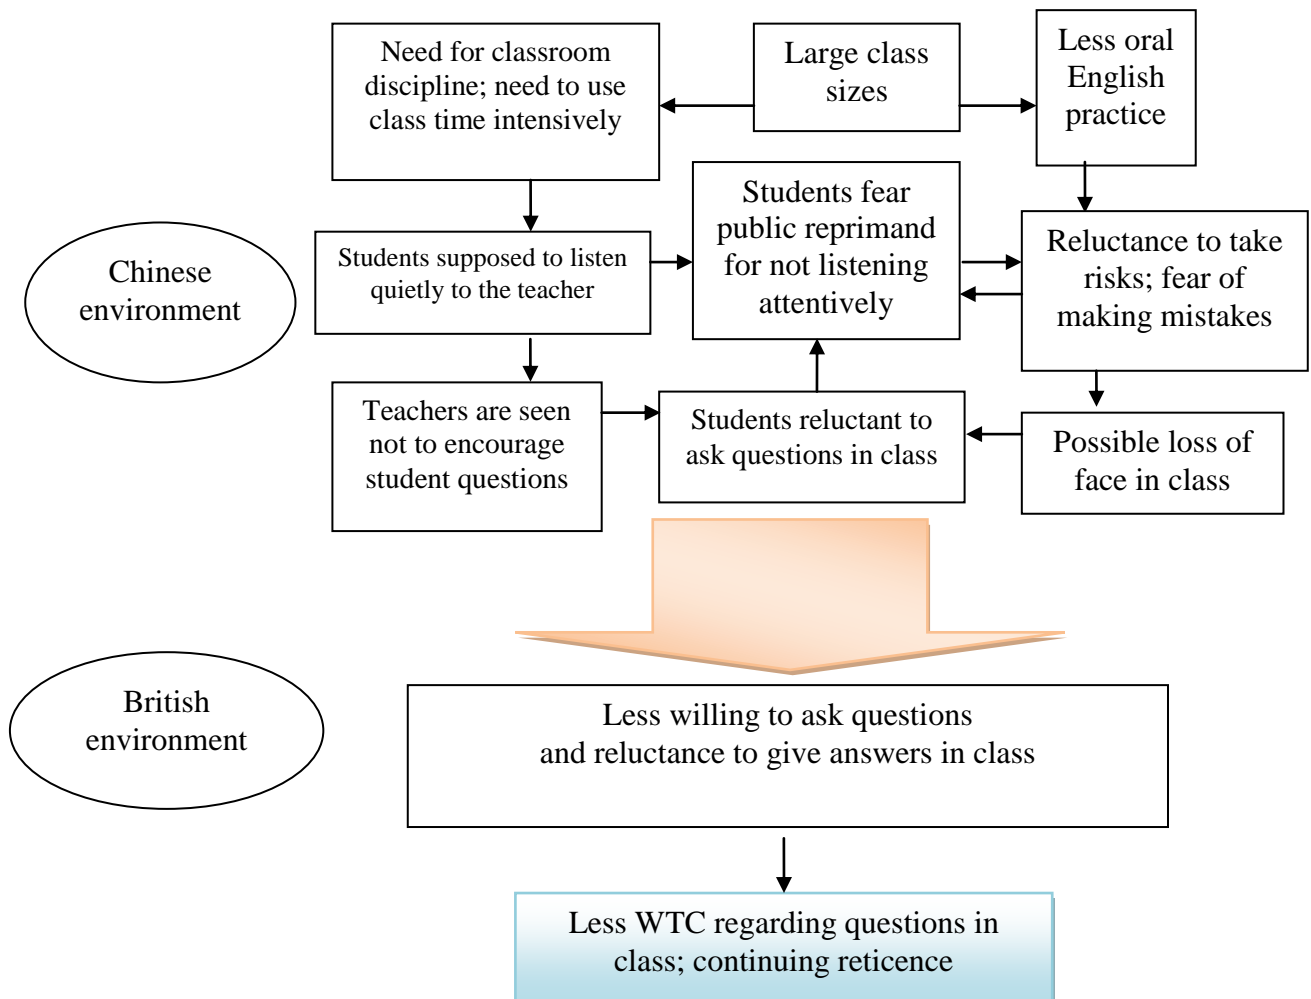 Need for classroom
discipline; need to use
class time intensively
Large class
sizes
Less oral
English
practice
Chinese
environment
Students supposed to listen
quietly to the teacher
Students fear
public reprimand
for not listening
attentively
Reluctance to take
risks; fear of
making mistakes
Teachers are seen
not to encourage
student questions
Students reluctant to
ask questions in class
Possible loss of
face in class
British
environment
Less willing to ask questions
and reluctance to give answers in class
Less WTC regarding questions in
class; continuing reticence